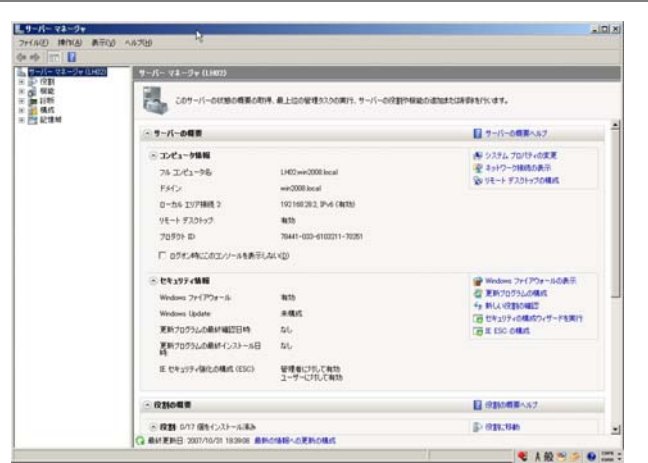 サーバー マネージャ
ファイル(F) 操作(A) 表示(V) ヘルプ(H)
サーバー マネージャ (LH02)
役割
機能
診断
構成
記憶域
サーバー マネージャ (LH02)
このサーバーの状態の概要の取得、最上位の管理タスクの実行、サーバーの役割や機能の追加または削除を行います。
サーバーの概要
サーバーの概要ヘルプ
コンピュータ情報
フル コンピュータ名: LH02.win2008.local
ドメイン: win2008.local
ローカル エリア接続 2: 192.168.28.2, IPv6 (有効)
リモート デスクトップ: 有効
プロダクト ID:
ログオン時にこのコンソールを表示しない(D)
システム プロパティの変更
ネットワーク接続の表示
リモート デスクトップの構成
セキュリティ情報
Windows ファイアウォール: 有効
Windows Update: 未構成
更新プログラムの最終確認日時: なし
更新プログラムの最終インストール日時: なし
IE セキュリティ強化の構成 (ESC): 管理者に対して有効
ユーザーに対して有効
Windows ファイアウォールの表示
更新プログラムの構成
新しい役割の確認
セキュリティの構成ウィザードを実行
IE ESC の構成
役割の概要
役割の概要ヘルプ
役割: 0/17 個をインストール済み
役割に移動
最終更新日: 2007/10/31 18:39:08 最新の情報への更新の構成
A 般